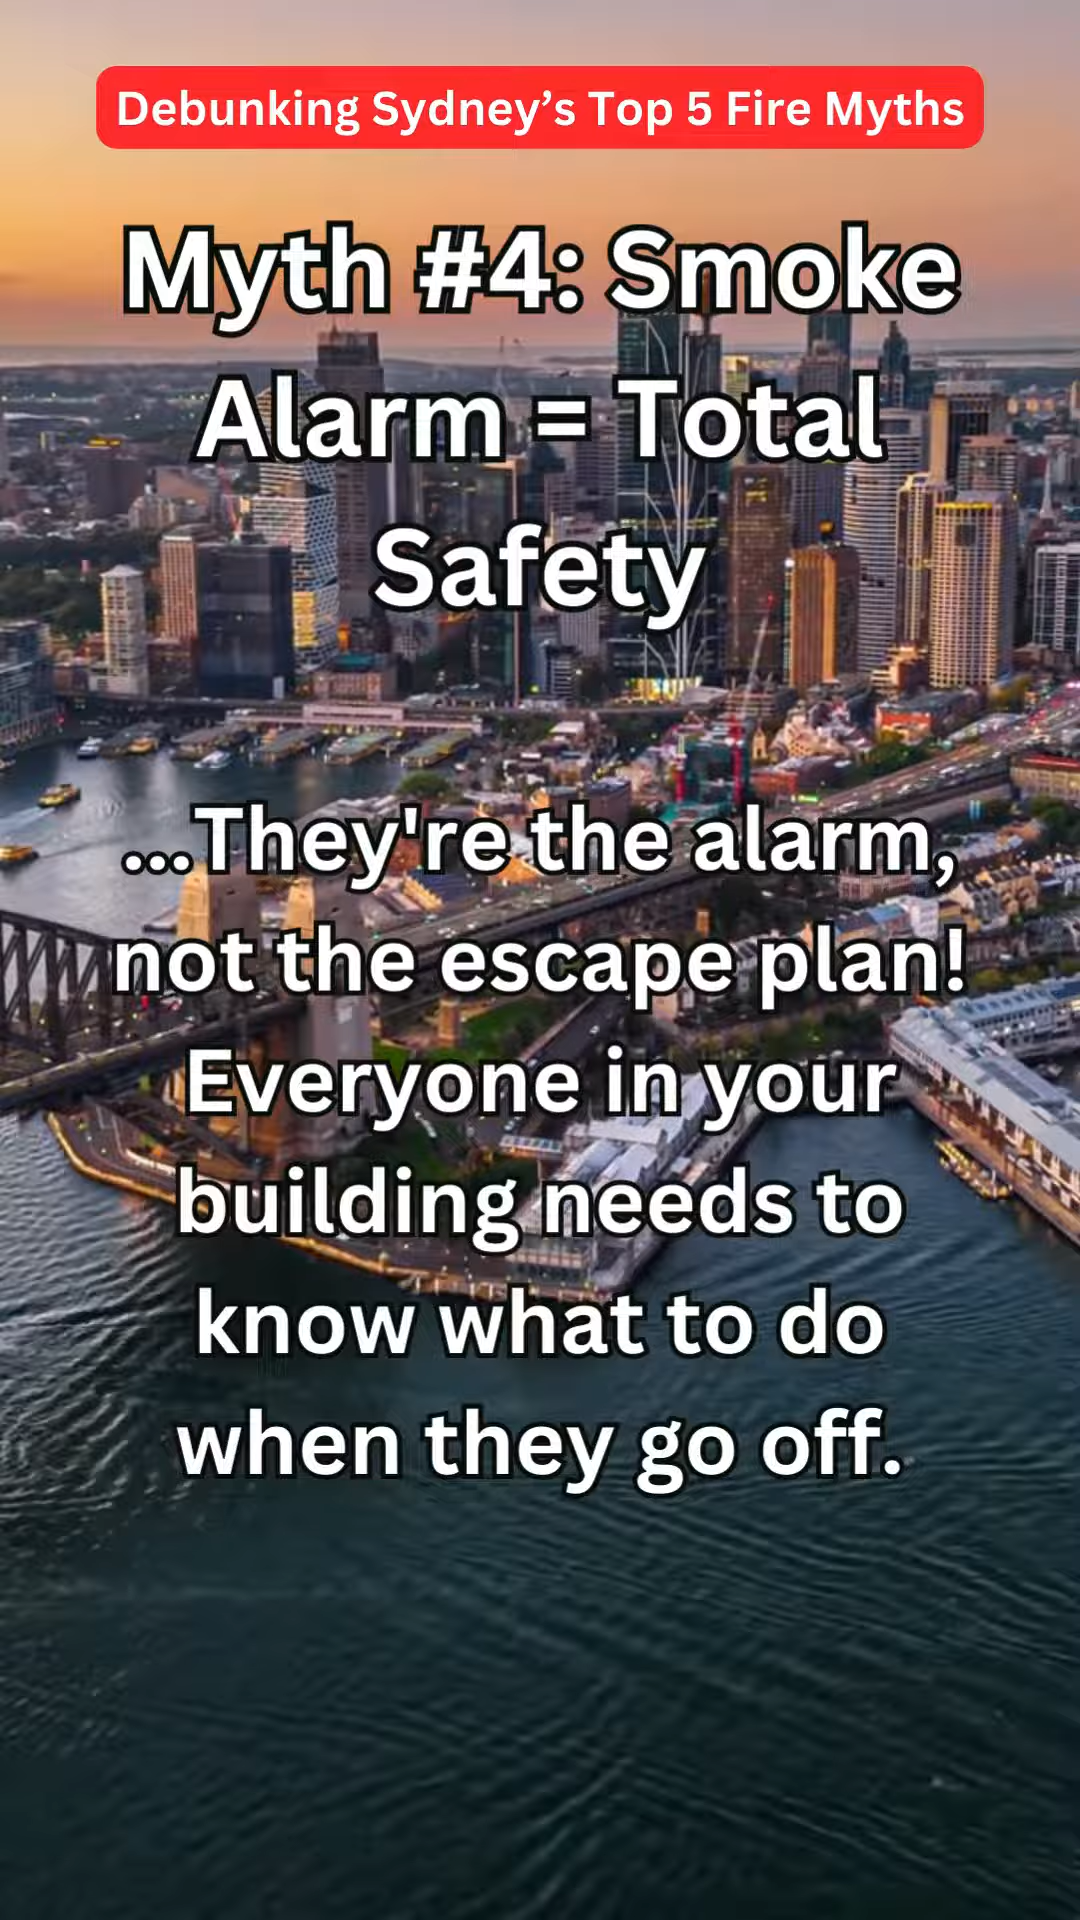 Debunking Sydney’s Top 5 Fire Myths
Myth #4: Smoke
Alarm = Total
Safety
...They're the alarm,
not the escape plan!
Everyone in your
building needs to
know what to do
when they go off.